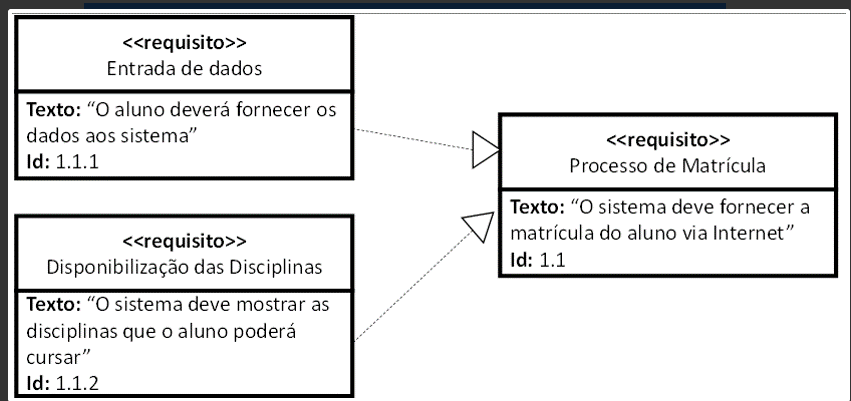 <<requisito>>
Entrada de dados
Texto: “O aluno deverá fornecer os
dados aos sistema”
Id: 1.1.1
<<requisito>>
Disponibilização das Disciplinas
Texto: “O sistema deve mostrar as
disciplinas que o aluno poderá
cursar”
Id: 1.1.2
<<requisito>>
Processo de Matrícula
Texto: “O sistema deve fornecer a
matrícula do aluno via Internet”
Id: 1.1